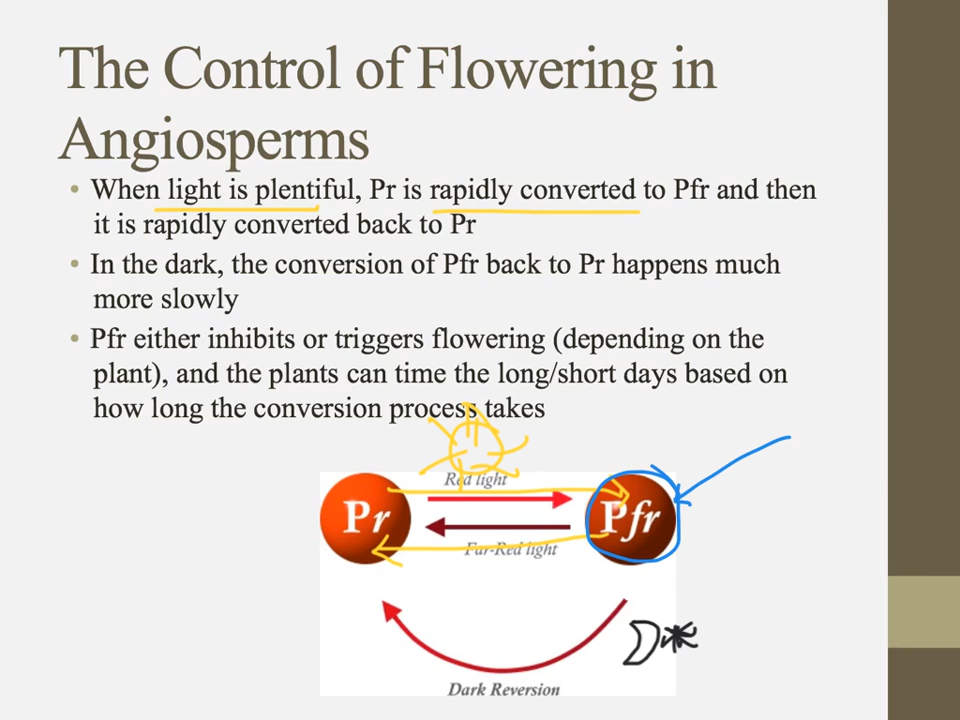 The Control of Flowering in
Angiosperms
• When light is plentiful, Pr is rapidly converted to Pfr and then
it is rapidly converted back to Pr
• In the dark, the conversion of Pfr back to Pr happens much
more slowly
• Pfr either inhibits or triggers flowering (depending on the
plant), and the plants can time the long/short days based on
how long the conversion process takes
Red light
Pr
Pfr
Far-Red light
Dark Reversion